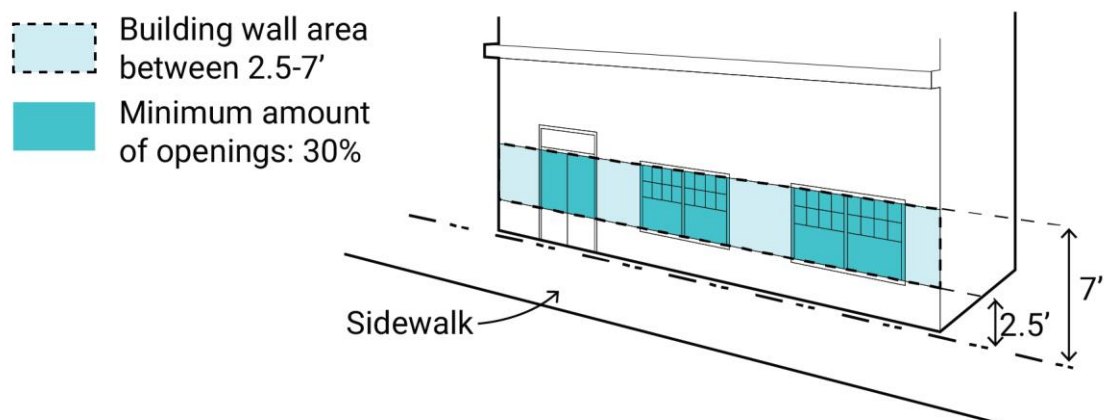 Building wall area
between 2.5-7’
Minimum amount
of openings: 30%
Sidewalk
2.5’
7’